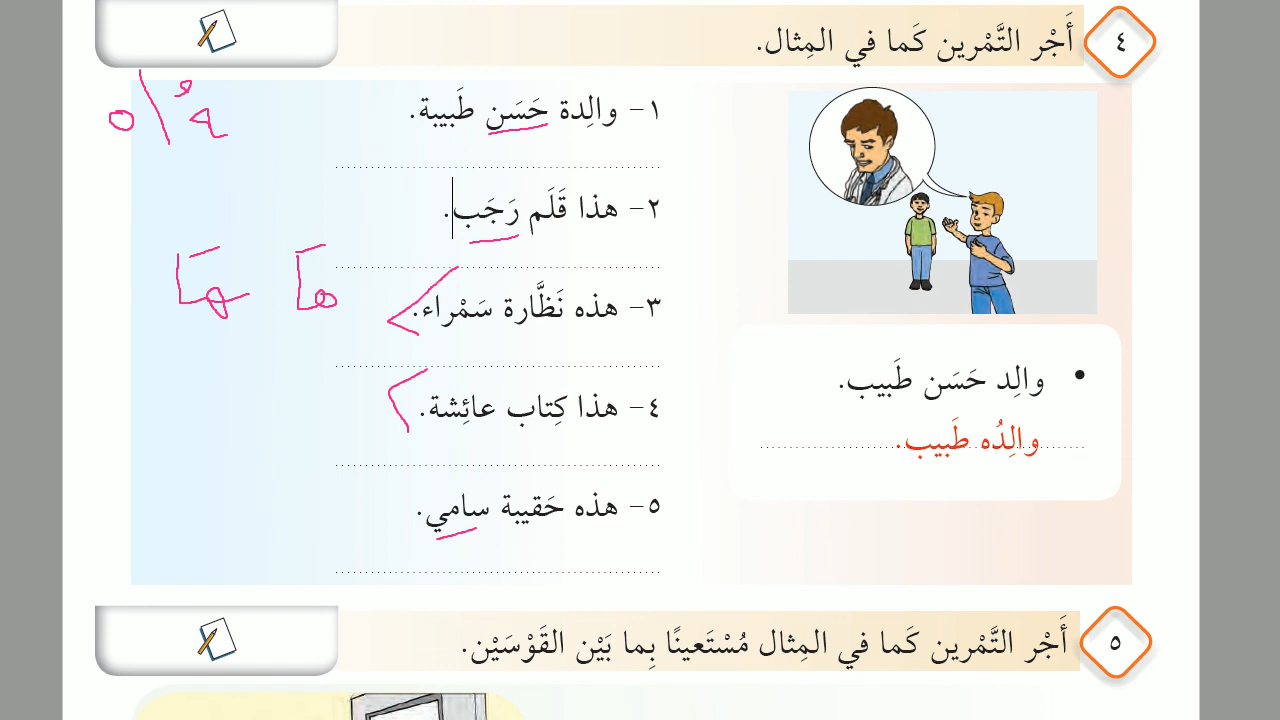 ٤ أَجْر التَّمْرين كَما في المِثال.
• والِد حَسَن طَبيب.
والِدُه طَبيب.
١- والِدة حَسَن طَبيبة.
٢- هذا قَلَم رَجَب.
٣- هذه نَظَّارة سَمْراء.
٤- هذا كِتاب عائِشة.
٥- هذه حَقيبة سامي.
٥ أَجْر التَّمْرين كَما في المِثال مُسْتَعينًا بِما بَيْن القَوْسَيْن.